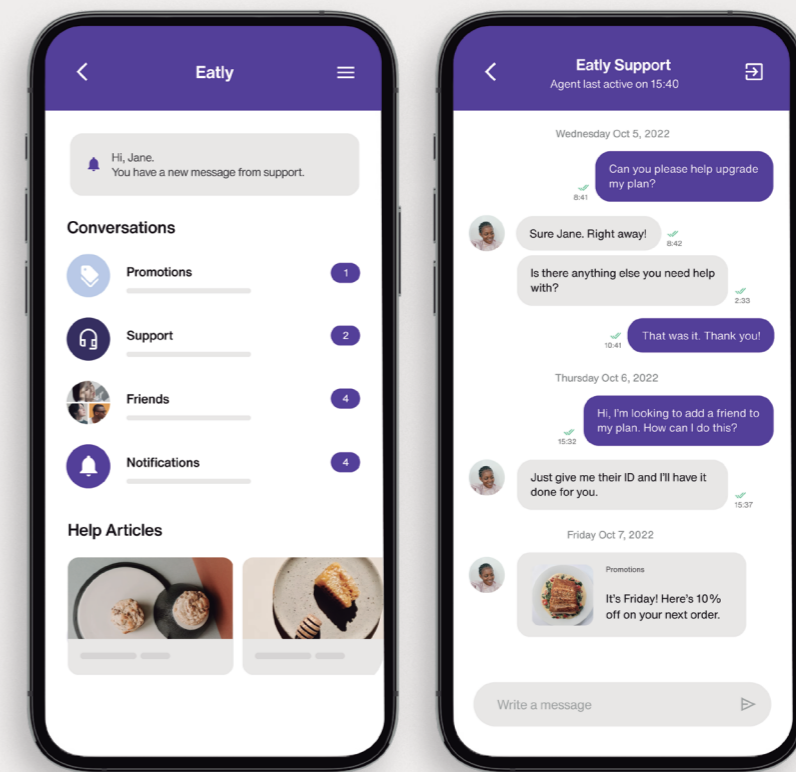 Eatly
Hi, Jane.
You have a new message from support.
Conversations
Promotions
1
Support
2
Friends
4
Notifications
4
Help Articles
Eatly Support
Agent last active on 15:40
Wednesday Oct 5, 2022
Can you please help upgrade
my plan?
8:41
Sure Jane. Right away!
8:42
Is there anything else you need help
with?
2:33
That was it. Thank you!
10:41
Thursday Oct 6, 2022
Hi, I'm looking to add a friend to
my plan. How can I do this?
15:32
Just give me their ID and I'll have it
done for you.
15:37
Friday Oct 7, 2022
Promotions
It's Friday! Here's 10%
off on your next order.
Write a message